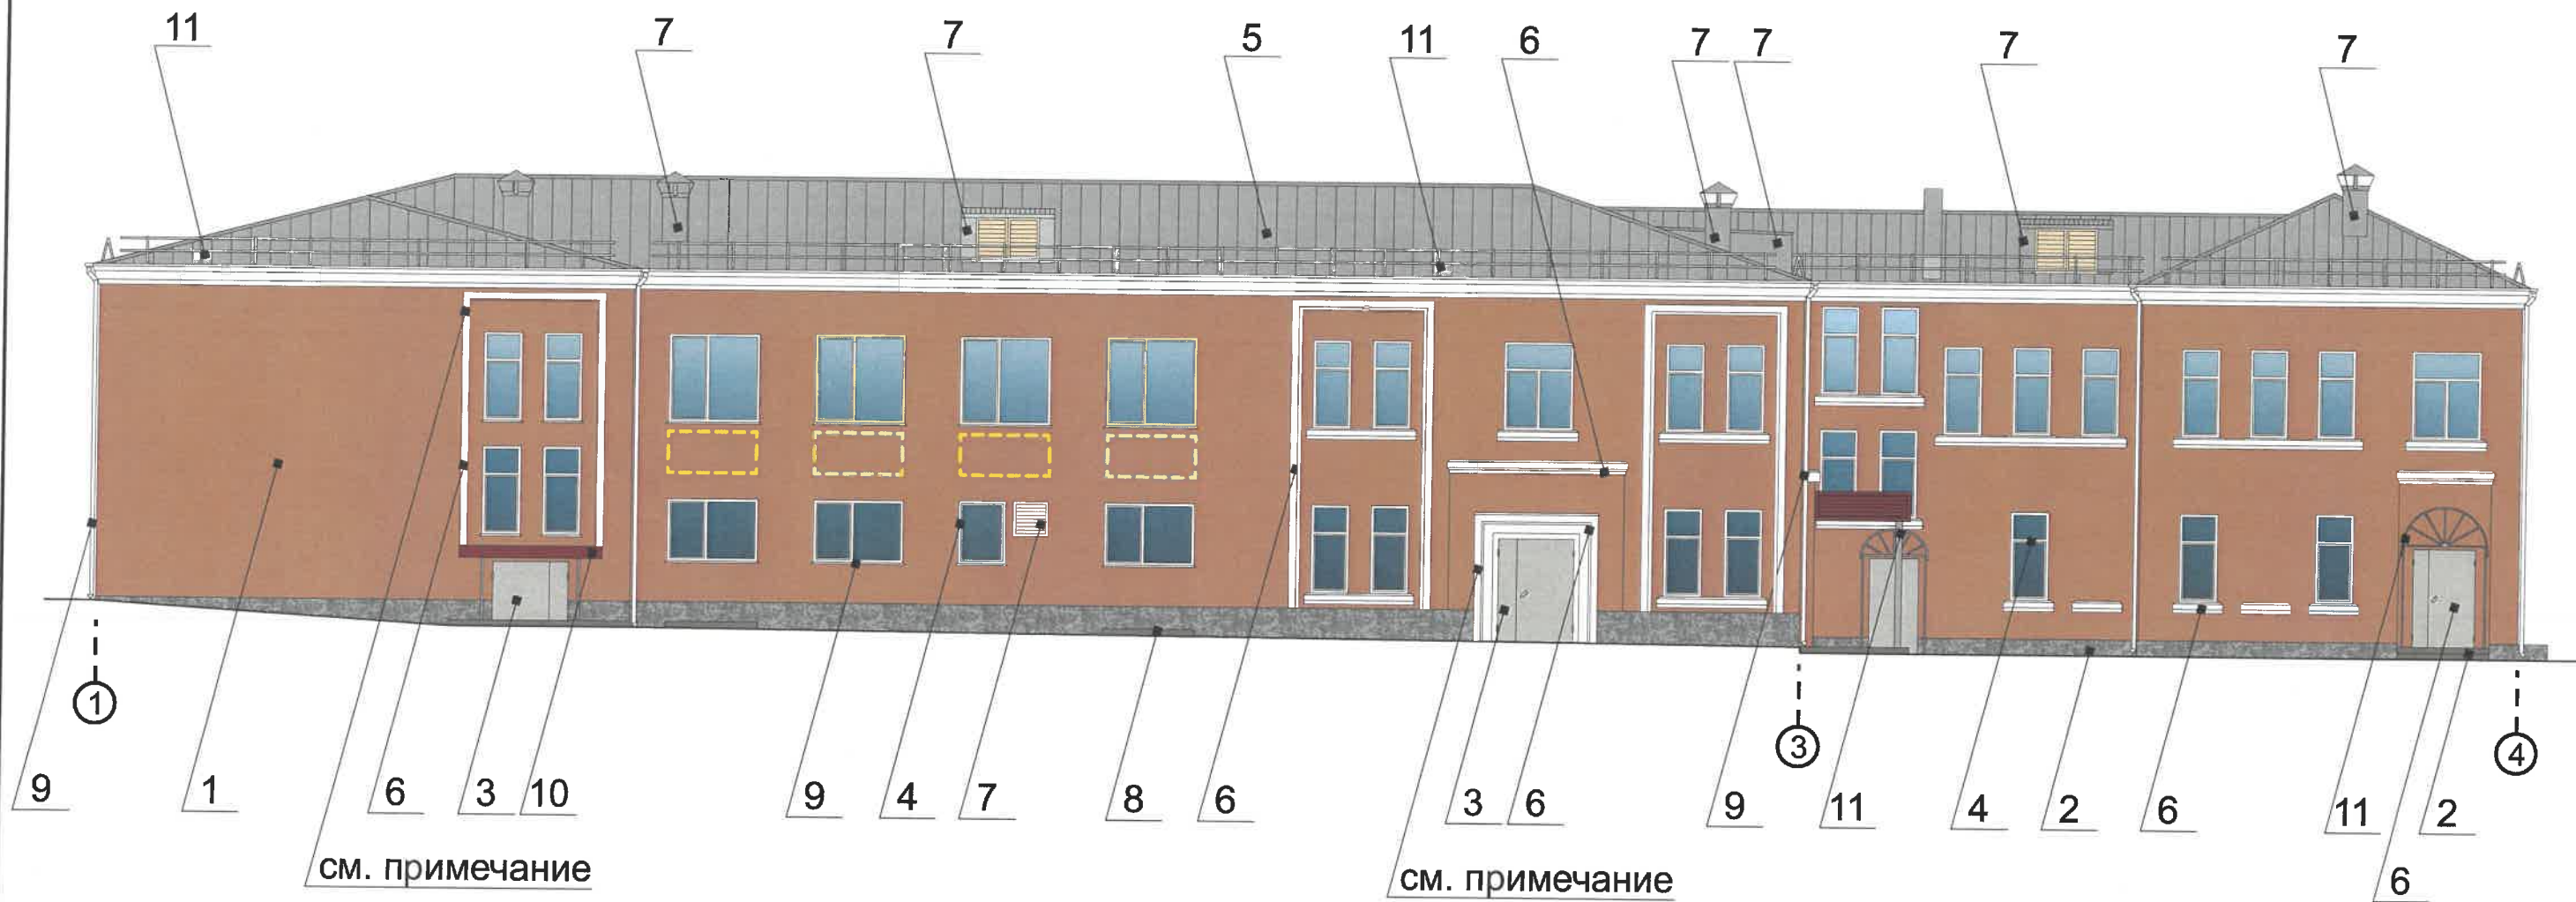 11 7 7 5 11 6 7 7 7 7
1 3 4
9 1 6 3 10 9 4 7 8 6 3 6 9 11 4 2 6 11 2
см. примечание см. примечание 6